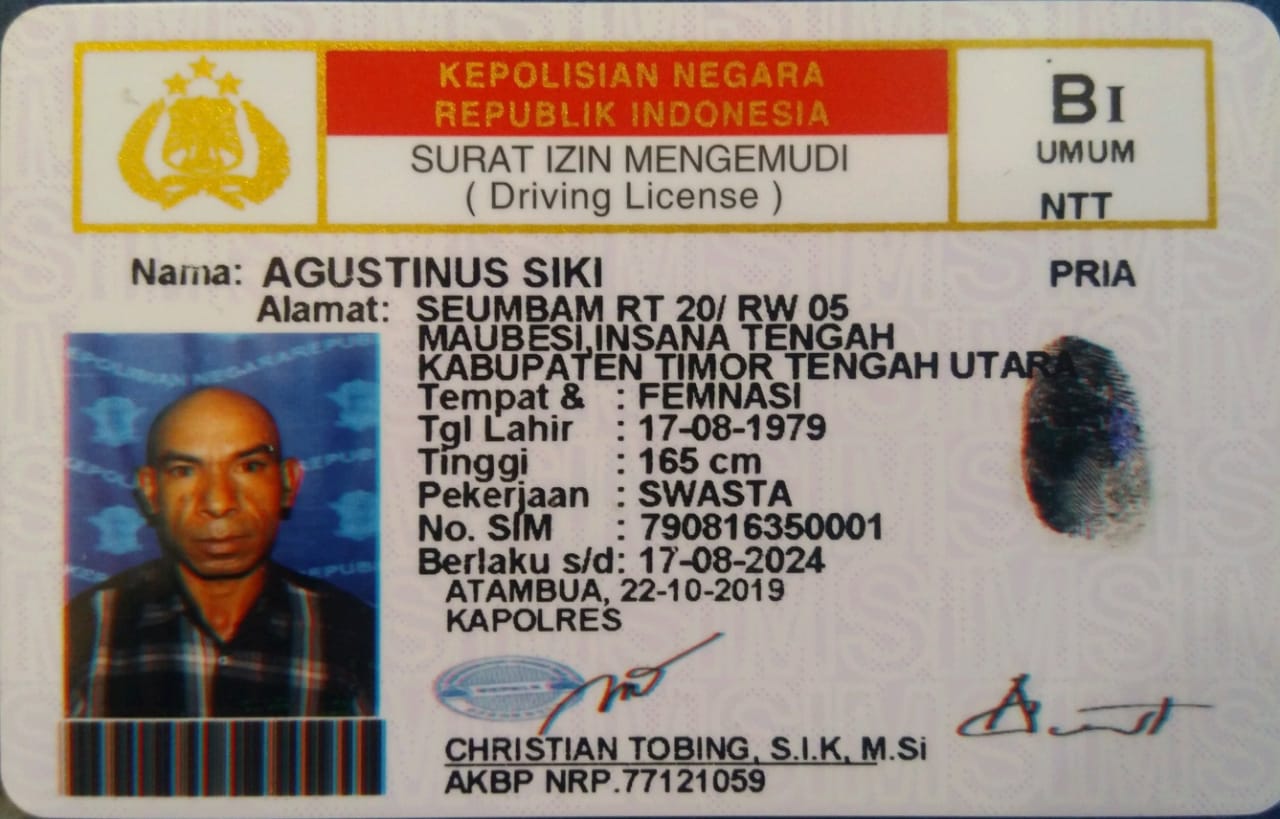 KEPOLISIAN NEGARA
REPUBLIK INDONESIA
SURAT IZIN MENGEMUDI
( Driving License )
BI
UMUM
NTT
Nama: AGUSTINUS SIKI
PRIA
Alamat: SEUMBAM RT 20/ RW 05
MAUBESI,INSANA TENGAH
KABUPATEN TIMOR TENGAH UTARA
Tempat & : FEMNASI
Tgl Lahir : 17-08-1979
Tinggi : 165 cm
Pekerjaan : SWASTA
No. SIM : 790816350001
Berlaku s/d: 17-08-2024
ATAMBUA, 22-10-2019
KAPOLRES
CHRISTIAN TOBING, S.I.K, M.Si
AKBP NRP.77121059